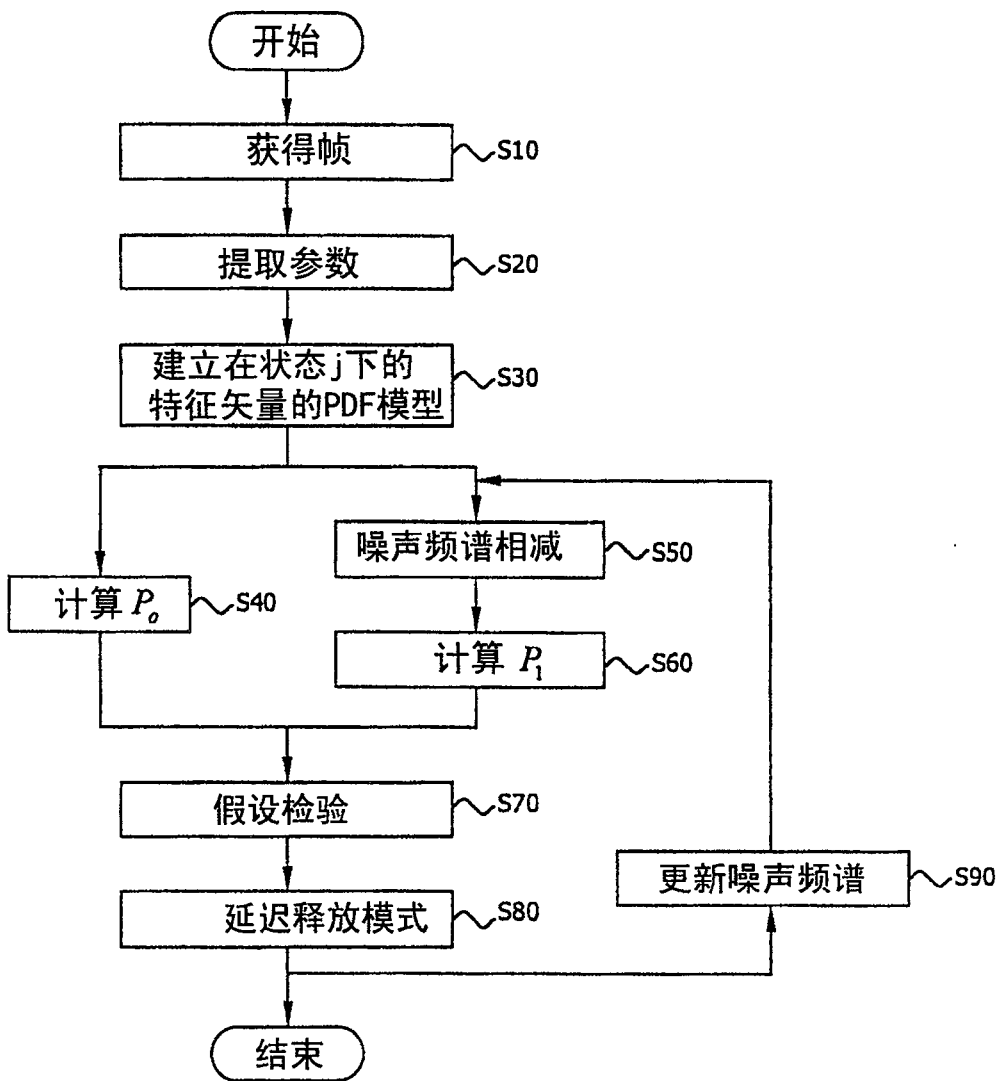 开始
获得帧
S10
提取参数
S20
建立在状态j下的
特征矢量的PDF模型
S30
噪声频谱相减
S50
计算 Po
S40
计算 P1
S60
假设检验
S70
更新噪声频谱
S90
延迟释放模式
S80
结束